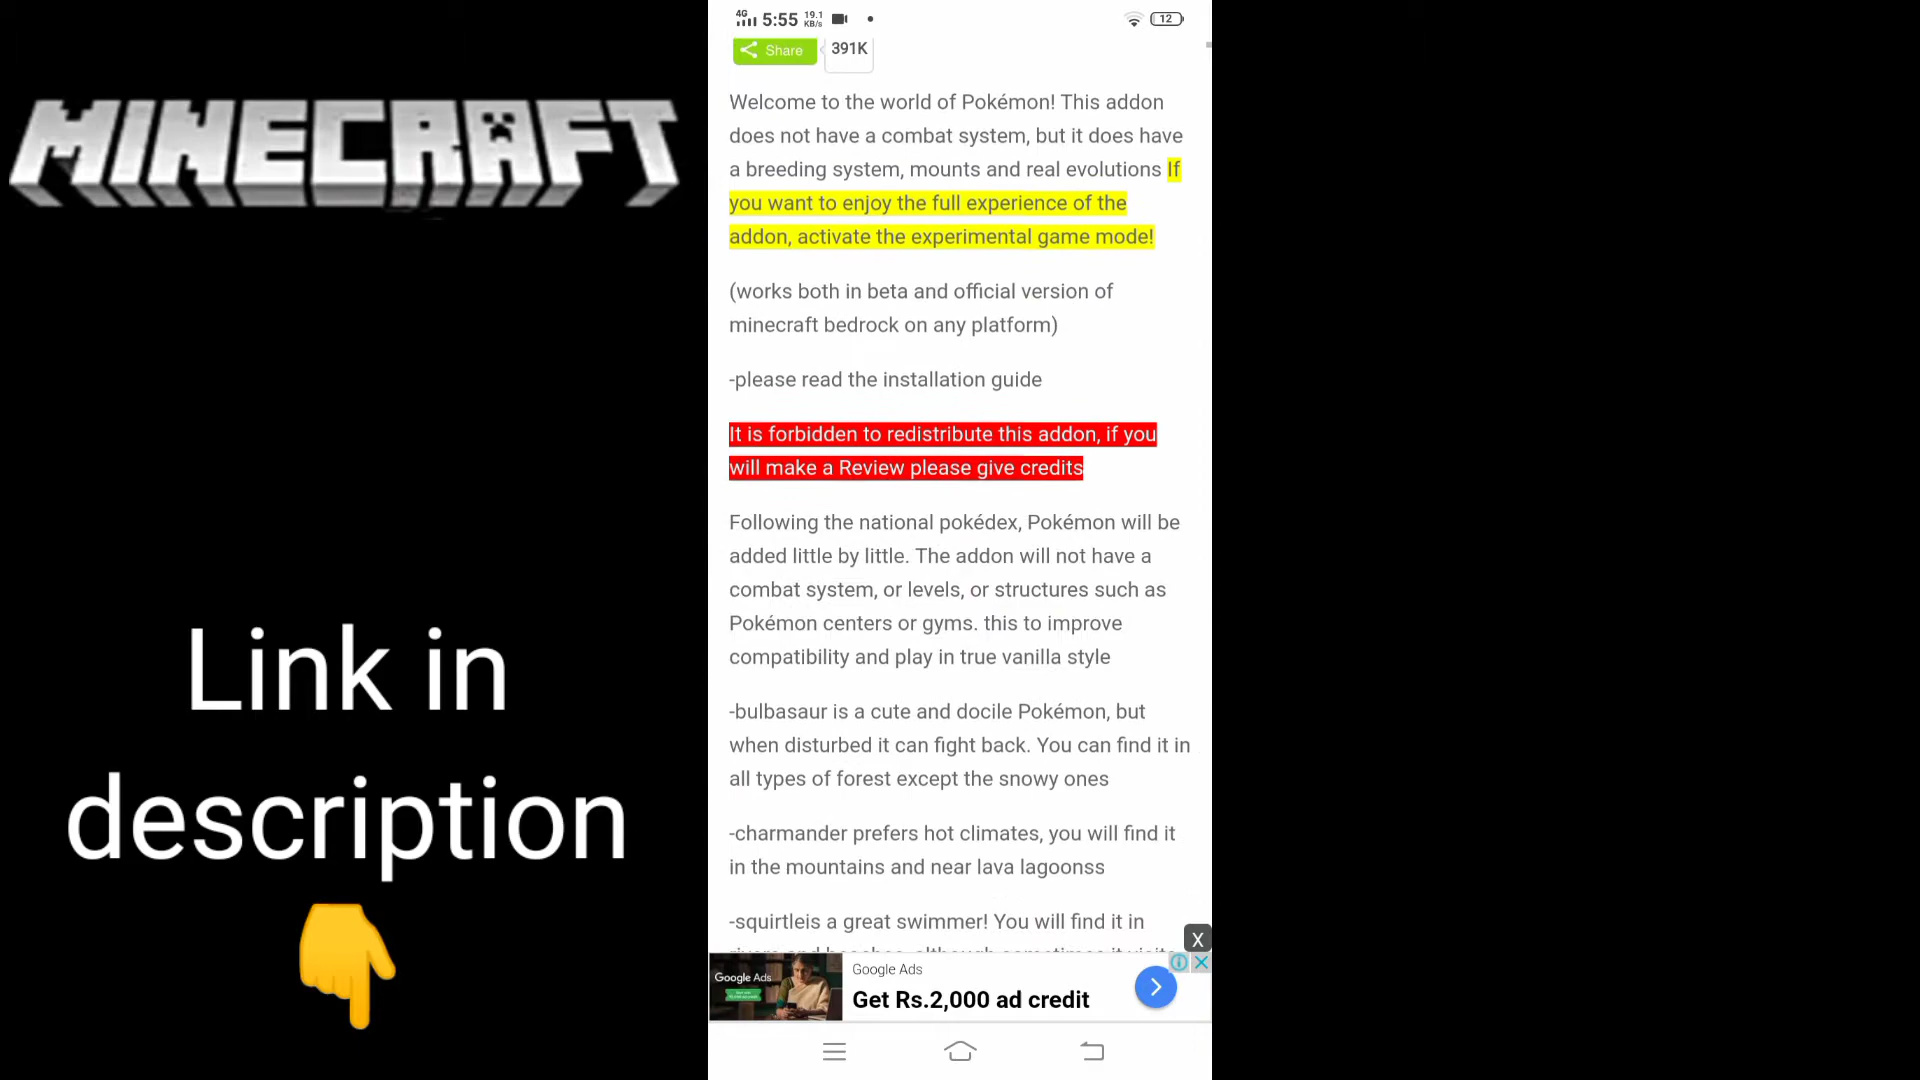 MINECRAFT
Link in
description
4G 5:55 19.1 KB/s
12
Share
391K
Welcome to the world of Pokémon! This addon
does not have a combat system, but it does have
a breeding system, mounts and real evolutions If
you want to enjoy the full experience of the
addon, activate the experimental game mode!
(works both in beta and official version of
minecraft bedrock on any platform)
-please read the installation guide
It is forbidden to redistribute this addon, if you
will make a Review please give credits
Following the national pokédex, Pokémon will be
added little by little. The addon will not have a
combat system, or levels, or structures such as
Pokémon centers or gyms. this to improve
compatibility and play in true vanilla style
-bulbasaur is a cute and docile Pokémon, but
when disturbed it can fight back. You can find it in
all types of forest except the snowy ones
-charmander prefers hot climates, you will find it
in the mountains and near lava lagoonss
-squirtleis a great swimmer! You will find it in
rivers and beaches, although sometimes it visits
X
Google Ads
Google Ads
Get Rs.2,000 ad credit